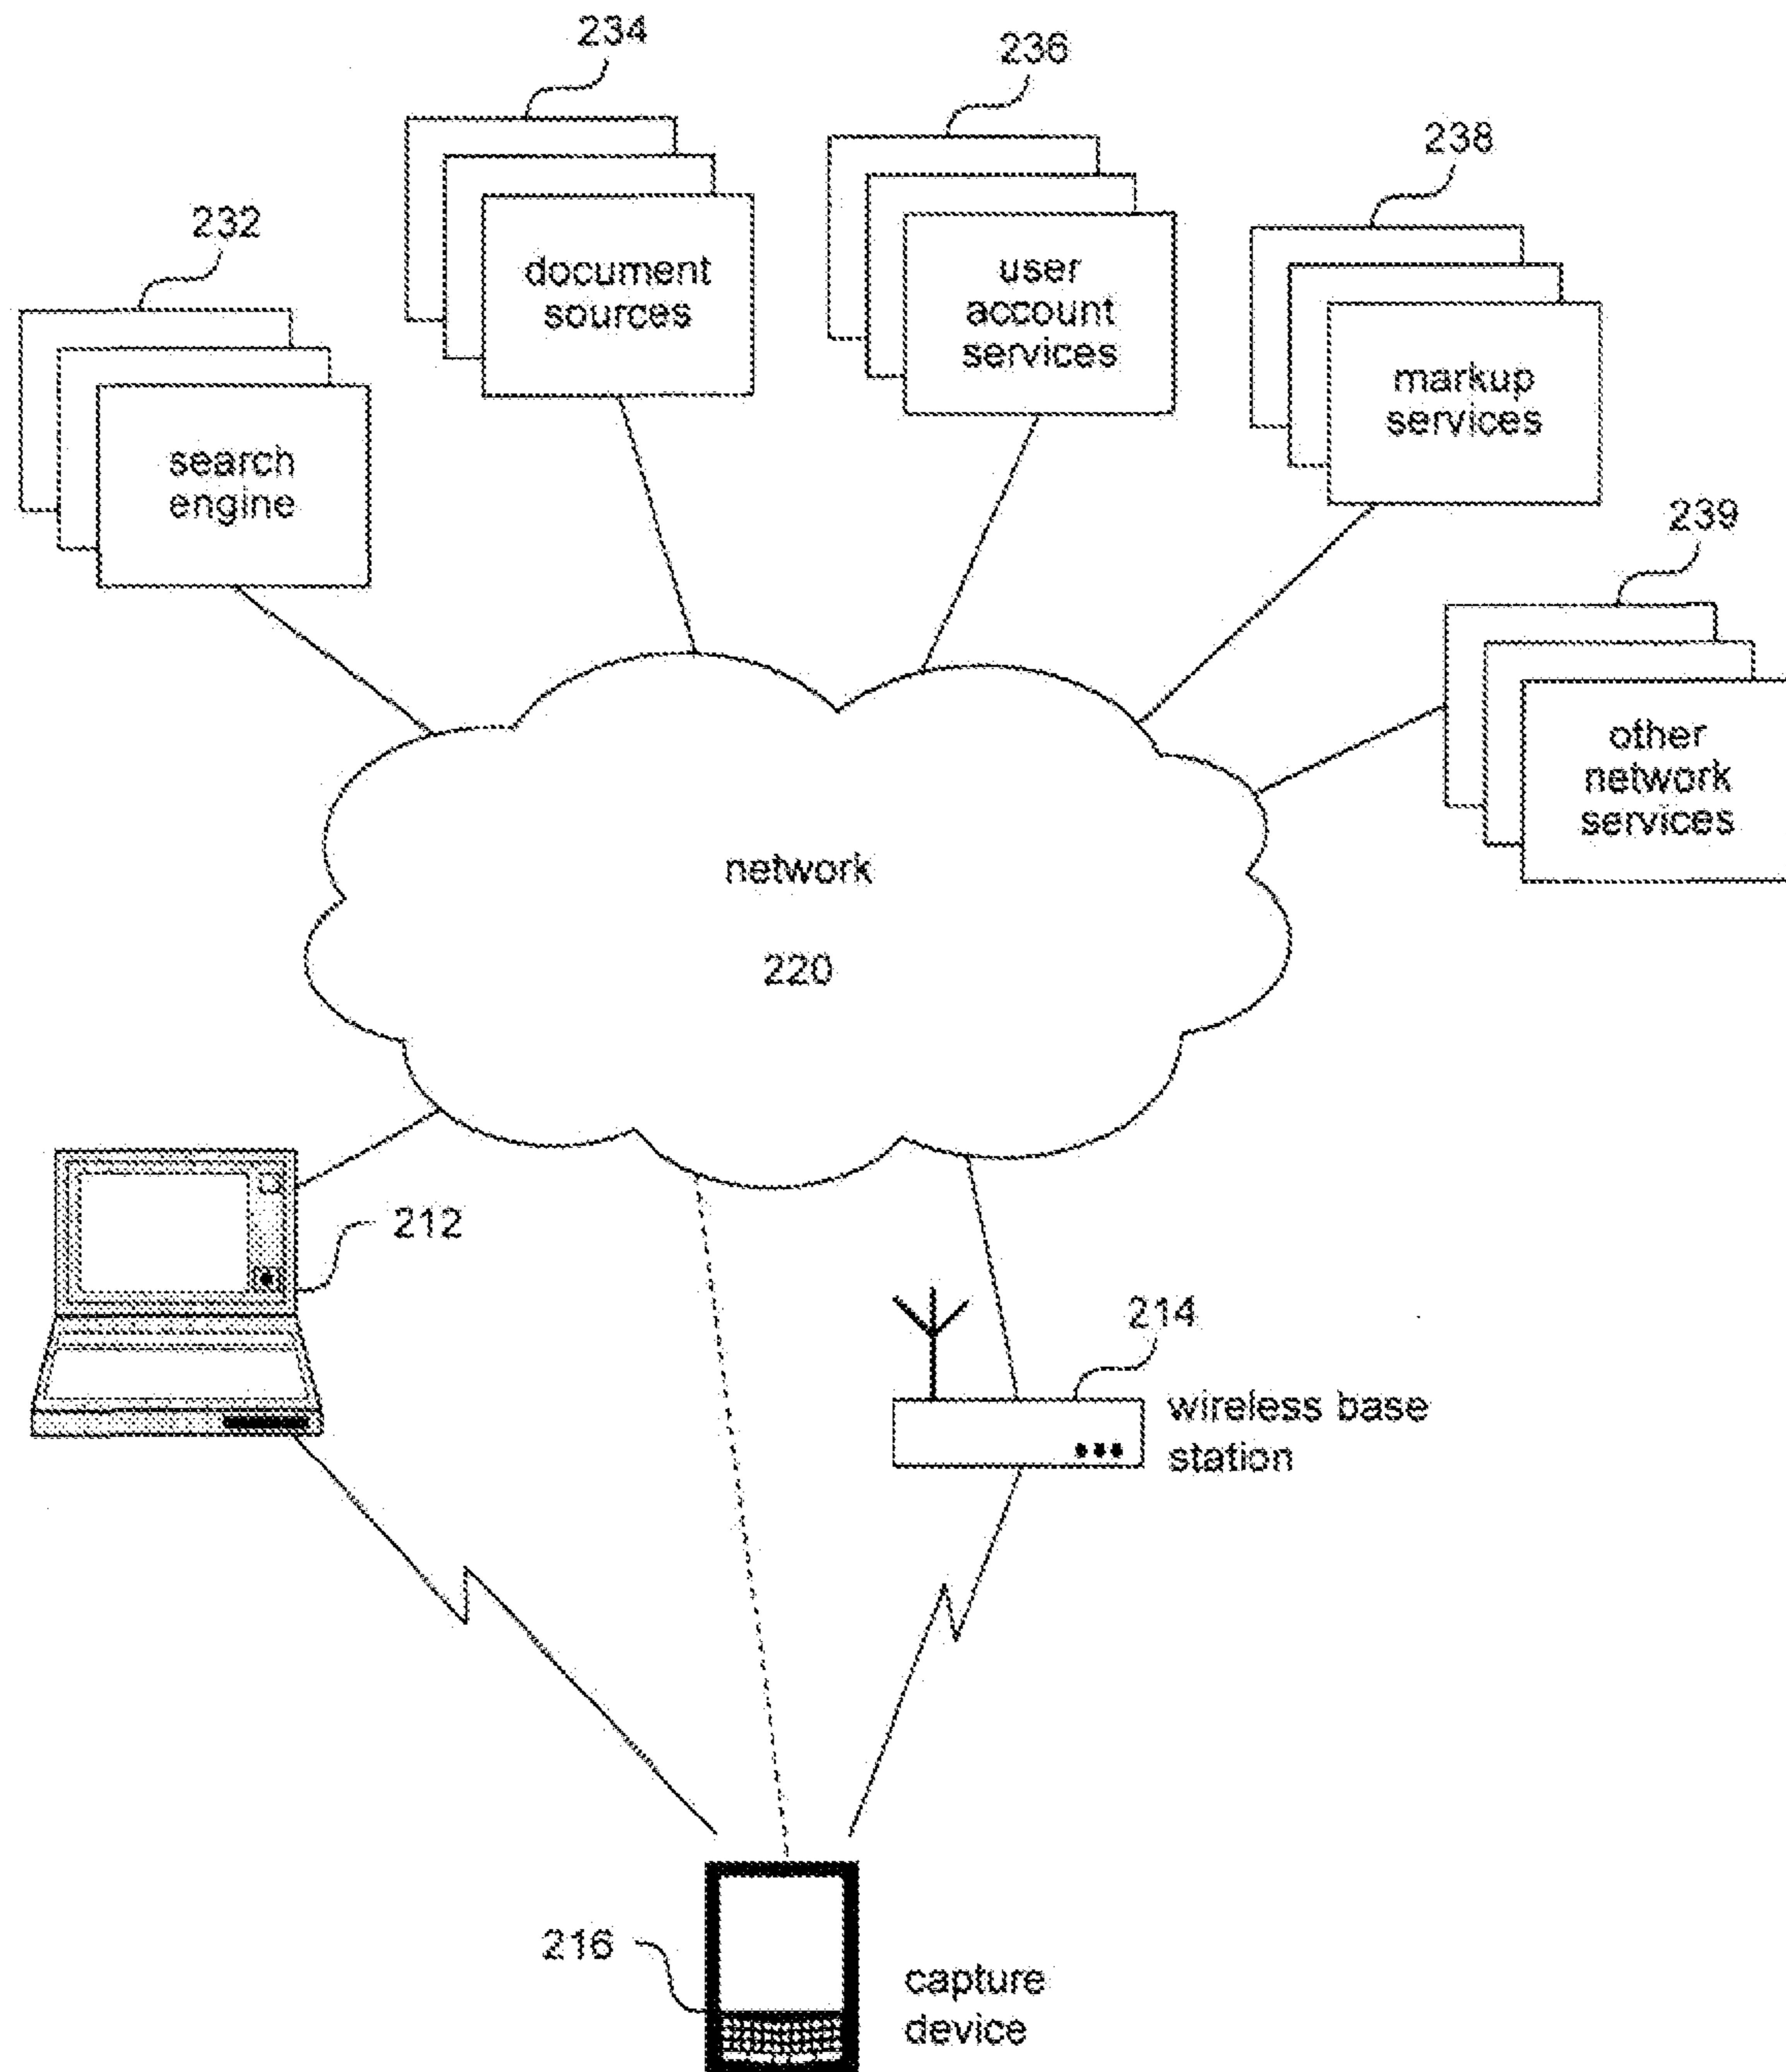 234
236
238
232
document
sources
user
account
services
markup
services
search
engine
239
other
network
services
network
220
212
214
wireless base
station
216
capture
device